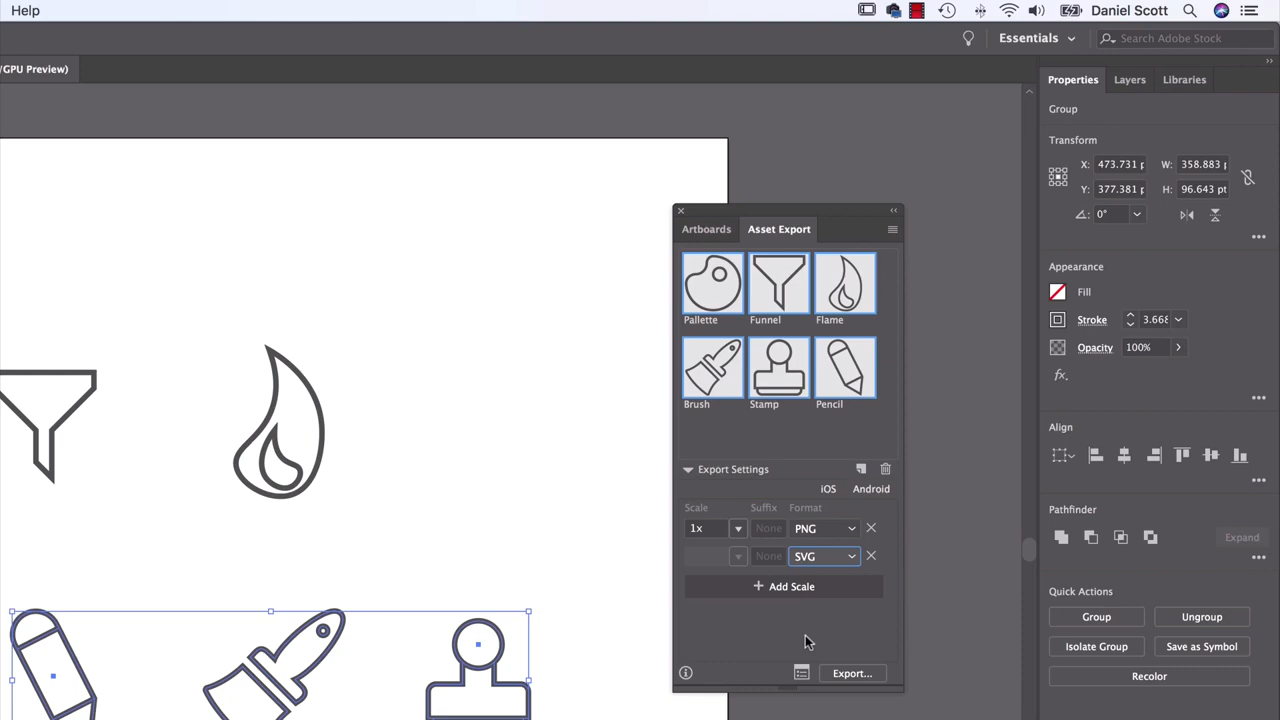 Help
Daniel Scott
Essentials
Search Adobe Stock
/GPU Preview)
Properties
Layers
Libraries
Group
Transform
X:
473.731 p
W:
358.883 p
Y:
377.381 p
H:
96.643 pt
0°
Artboards
Asset Export
Pallette
Funnel
Flame
Brush
Stamp
Pencil
Appearance
Fill
Stroke
3.668
Opacity
100%
fx.
Align
Export Settings
iOS
Android
Scale
Suffix
Format
1x
None
PNG
None
SVG
+ Add Scale
Export...
Pathfinder
Expand
Quick Actions
Group
Ungroup
Isolate Group
Save as Symbol
Recolor